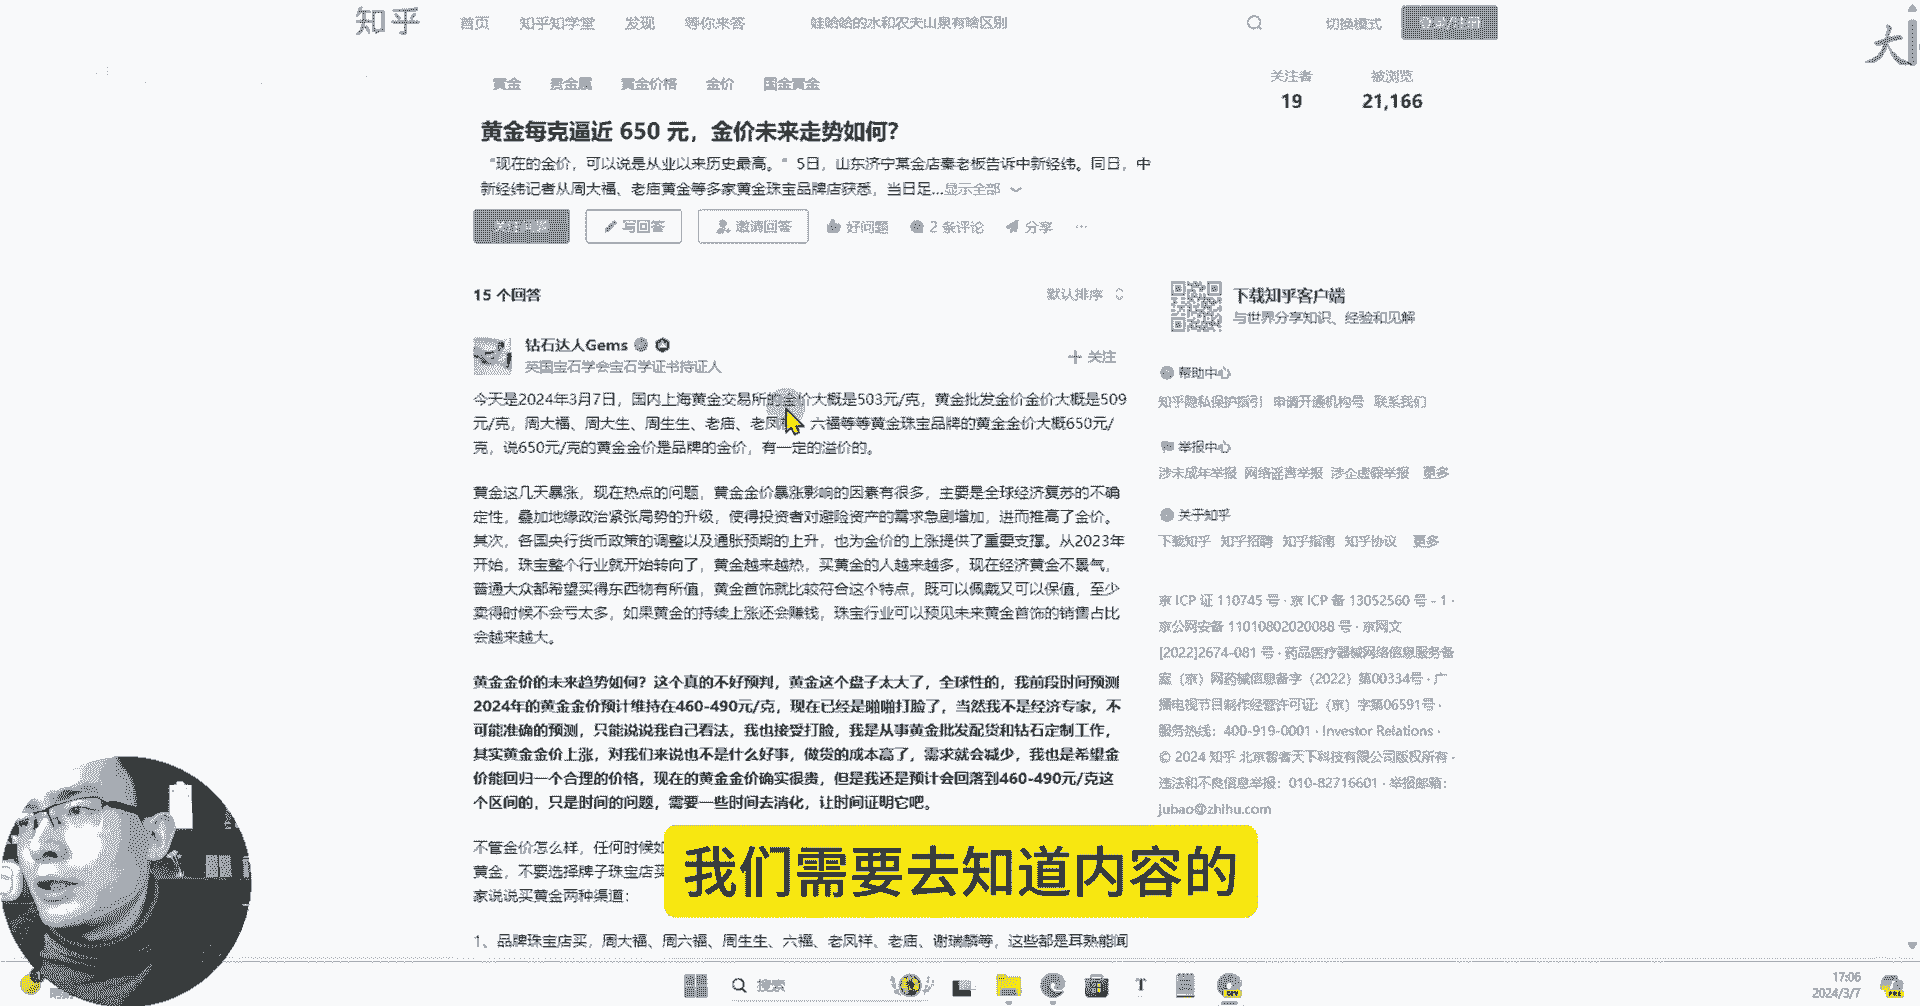 知乎
首页 知乎知学堂 发现 等你来答 娃哈哈的水和农夫山泉有啥区别 切换模式 登录/注册
大
黄金 贵金属 黄金价格 金价 国金黄金
关注者 被浏览
19 21,166
黄金每克逼近 650 元，金价未来走势如何？
“现在的金价，可以说是从业以来历史最高。” 5日，山东济宁某金店秦老板告诉中新经纬。同日，中
新经纬记者从周大福、老庙黄金等多家黄金珠宝品牌店获悉，当日足...显示全部
关注问题 写回答 邀请回答 好问题 2 条评论 分享 ···
15 个回答 默认排序
钻石达人Gems
英国宝石学会宝石学证书持证人
+ 关注
今天是2024年3月7日，国内上海黄金交易所的金价大概是503元/克，黄金批发金价金价大概是509
元/克，周大福、周大生、周生生、老庙、老凤 六福等等黄金珠宝品牌的黄金金价大概650元/
克，说650元/克的黄金金价是品牌的金价，有一定的溢价的。
黄金这几天暴涨，现在热点的问题，黄金金价暴涨影响的因素有很多，主要是全球经济复苏的不确
定性，叠加地缘政治紧张局势的升级，使得投资者对避险资产的需求急剧增加，进而推高了金价。
其次，各国央行货币政策的调整以及通胀预期的上升，也为金价的上涨提供了重要支撑。从2023年
开始，珠宝整个行业就开始转向了，黄金越来越热，买黄金的人越来越多，现在经济黄金不景气，
普通大众都希望买得东西物有所值，黄金首饰就比较符合这个特点，既可以佩戴又可以保值，至少
卖得时候不会亏太多，如果黄金的持续上涨还会赚钱，珠宝行业可以预见未来黄金首饰的销售占比
会越来越大。
黄金金价的未来趋势如何？这个真的不好预判，黄金这个盘子太大了，全球性的，我前段时间预测
2024年的黄金金价预计维持在460-490元/克，现在已经是啪啪打脸了，当然我不是经济专家，不
可能准确的预测，只能说说我自己看法，我也接受打脸，我是从事黄金批发配货和钻石定制工作，
其实黄金金价上涨，对我们来说也不是什么好事，做货的成本高了，需求就会减少，我也是希望金
价能回归一个合理的价格，现在的黄金金价确实很贵，但是我还是预计会回落到460-490元/克这
个区间的，只是时间的问题，需要一些时间去消化，让时间证明它吧。
不管金价怎么样，任何时候如
黄金，不要选择牌子珠宝店买
家说说买黄金两种渠道：
1、品牌珠宝店买，周大福、周六福、周生生、六福、老凤祥、老庙、谢瑞麟等，这些都是耳熟能闻
下载知乎客户端
与世界分享知识、经验和见解
帮助中心
知乎隐私保护指引 申请开通机构号 联系我们
举报中心
涉未成年举报 网络谣言举报 涉企虚假举报 更多
关于知乎
下载知乎 知乎招聘 知乎指南 知乎协议 更多
京 ICP 证 110745 号 · 京 ICP 备 13052560 号 - 1 ·
京公网安备 11010802020088 号 · 京网文
[2022]2674-081 号 · 药品医疗器械网络信息服务备
案（京）网药械信息备字（2022）第00334号 · 广
播电视节目制作经营许可证:（京）字第06591号 ·
服务热线：400-919-0001 · Investor Relations ·
© 2024 知乎 北京智者天下科技有限公司版权所有 ·
违法和不良信息举报：010-82716601 · 举报邮箱：
jubao@zhihu.com
我们需要去知道内容的
搜索
17:06
2024/3/7